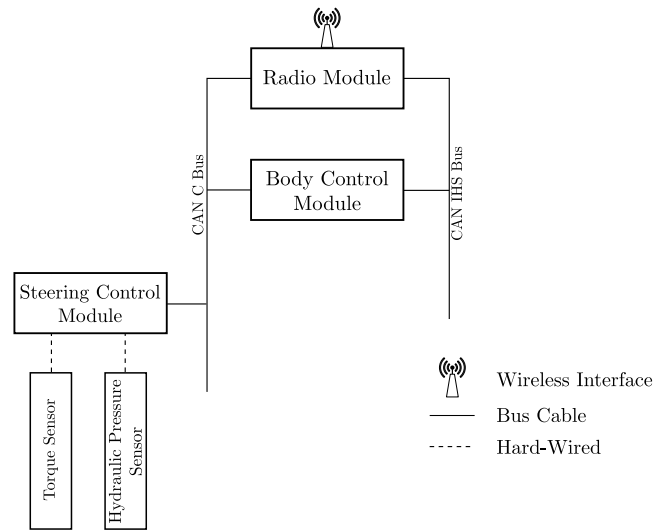 Radio Module
CAN C Bus
CAN IHS Bus
Body Control
Module
Steering Control
Module
Torque Sensor
Hydraulic Pressure
Sensor
Wireless Interface
Bus Cable
Hard-Wired